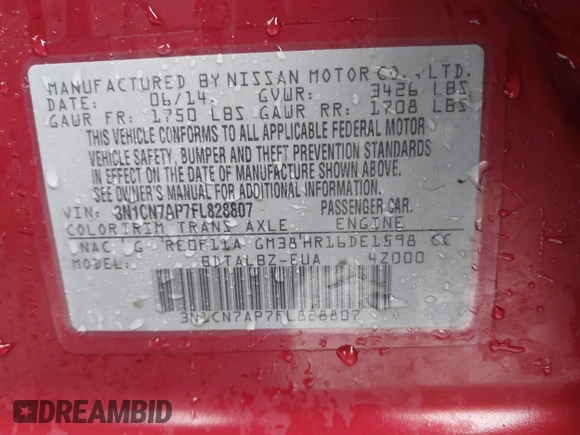 MANUFACTURED BY NISSAN MOTOR CO., LTD.
DATE: 06/14 GVWR: 3426 LBS
GAWR FR: 1750 LBS GAWR RR: 1708 LBS
THIS VEHICLE CONFORMS TO ALL APPLICABLE FEDERAL MOTOR
VEHICLE SAFETY, BUMPER AND THEFT PREVENTION STANDARDS
IN EFFECT ON THE DATE OF MANUFACTURE SHOWN ABOVE.
SEE OWNER'S MANUAL FOR ADDITIONAL INFORMATION.
VIN: 3N1CN7AP7FL828807 PASSENGER CAR.
COLOR TRIM TRANS AXLE ENGINE
NAC G RE0F11A GM38 HR16DE1598 CC
BDTALBZ-EUA 4Z000
3N1CN7AP7FL828807
DREAMBID